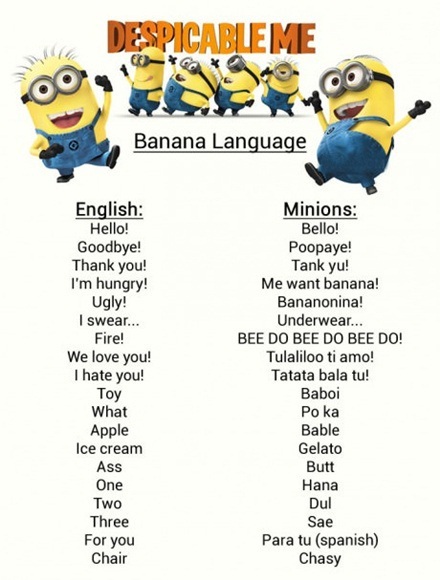 DESPICABLE ME
Banana Language
English: Minions:
Hello! Bello!
Goodbye! Poopaye!
Thank you! Tank yu!
I'm hungry! Me want banana!
Ugly! Bananonina!
I swear... Underwear...
Fire! BEE DO BEE DO BEE DO!
We love you! Tulaliloo ti amo!
I hate you! Tatata bala tu!
Toy Baboi
What Po ka
Apple Bable
Ice cream Gelato
Ass Butt
One Hana
Two Dul
Three Sae
For you Para tu (spanish)
Chair Chasy